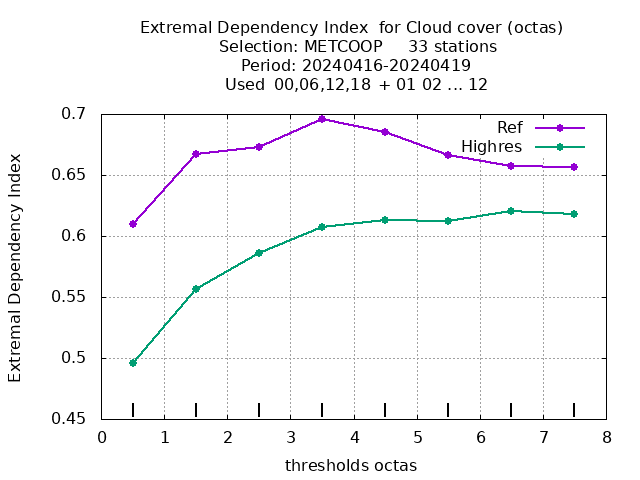 Extremal Dependency Index  for Cloud cover (octas)
Selection: METCOOP     33 stations
Period: 20240416-20240419
Used  00,06,12,18 + 01 02 ... 12
Ref
Highres
Extremal Dependency Index
0.7
0.65
0.6
0.55
0.5
0.45
0 1 2 3 4 5 6 7 8
thresholds octas